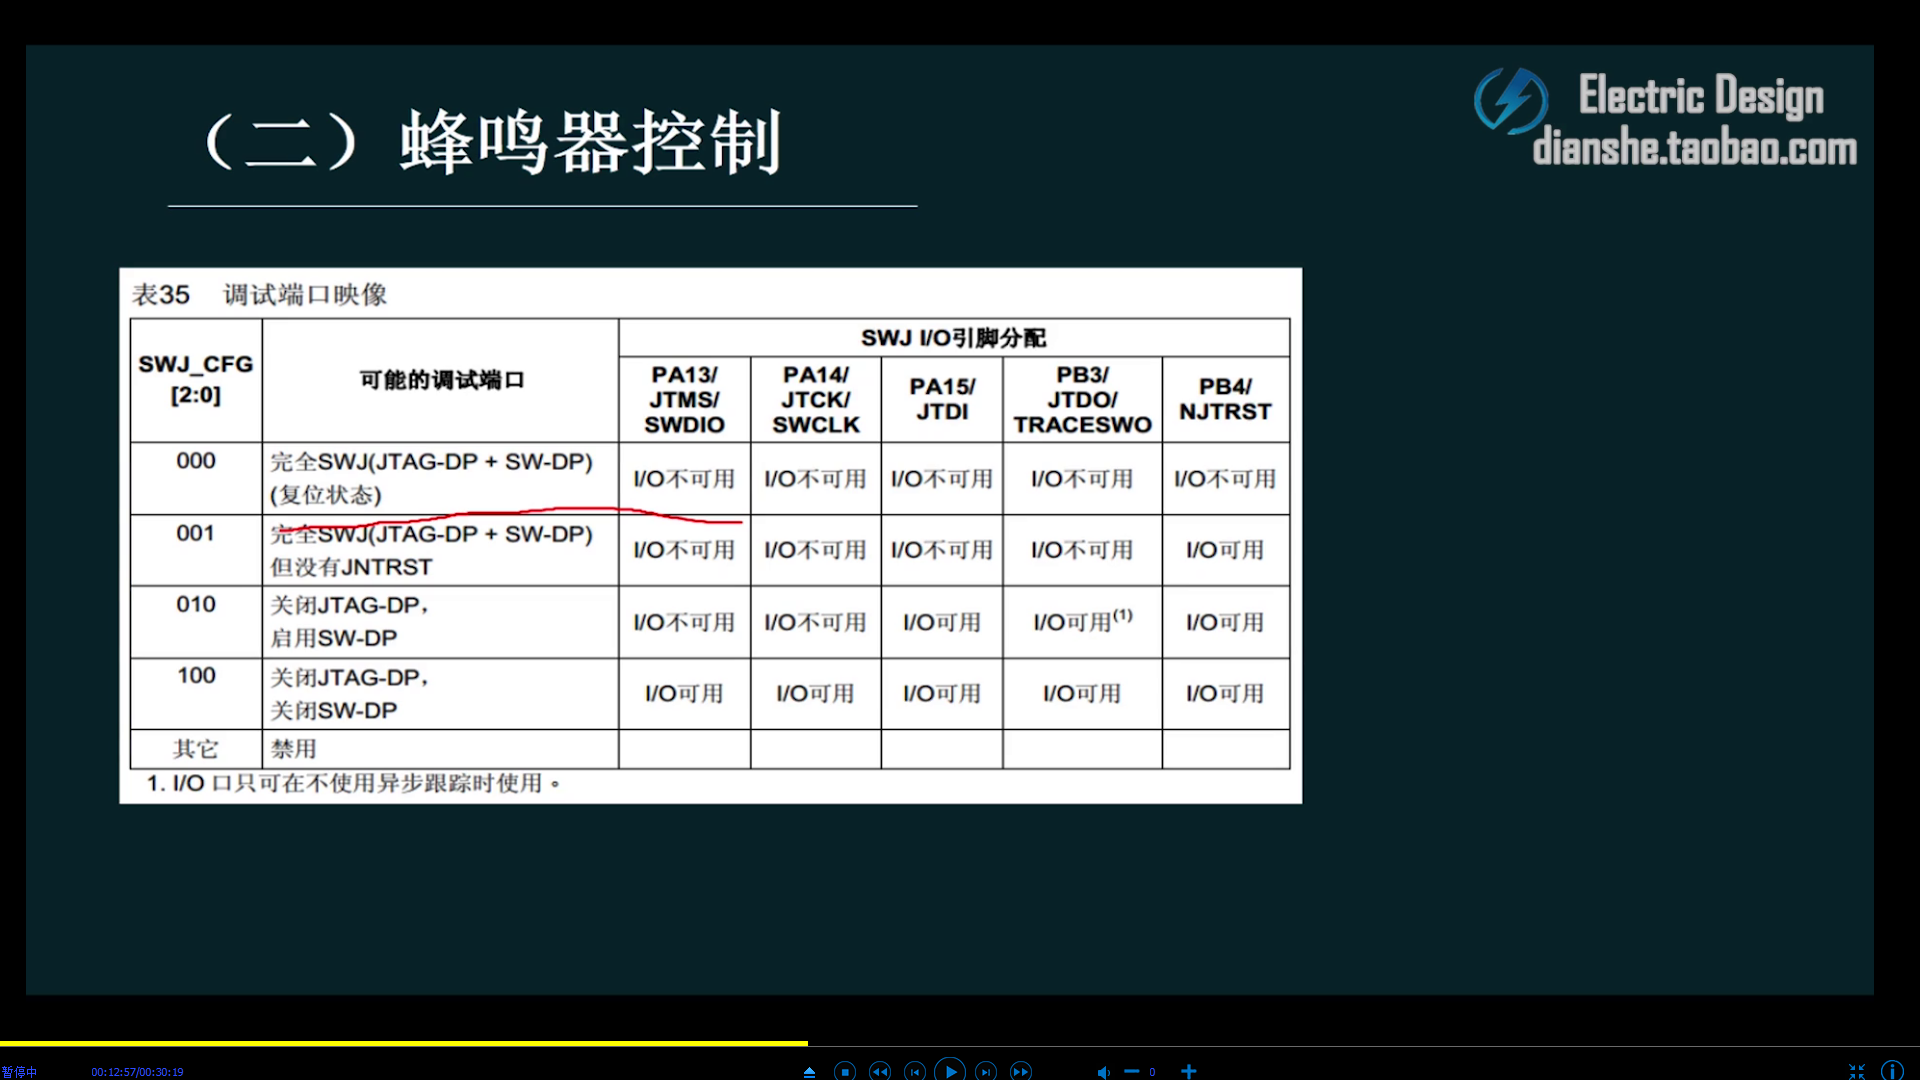 Electric Design
dianshe.taobao.com
（二）蜂鸣器控制
表35 调试端口映像
SWJ_CFG
[2:0]
可能的调试端口
SWJ I/O引脚分配
PA13/
JTMS/
SWDIO
PA14/
JTCK/
SWCLK
PA15/
JTDI
PB3/
JTDO/
TRACESWO
PB4/
NJTRST
000
完全SWJ(JTAG-DP + SW-DP)
(复位状态)
I/O不可用 I/O不可用 I/O不可用 I/O不可用 I/O不可用
001
完全SWJ(JTAG-DP + SW-DP)
但没有JNTRST
I/O不可用 I/O不可用 I/O不可用 I/O不可用 I/O可用
010
关闭JTAG-DP，
启用SW-DP
I/O不可用 I/O不可用 I/O可用 I/O可用(1) I/O可用
100
关闭JTAG-DP，
关闭SW-DP
I/O可用 I/O可用 I/O可用 I/O可用 I/O可用
其它 禁用
1. I/O 口只可在不使用异步跟踪时使用。
暂停中 00:12:57/00:30:19 0